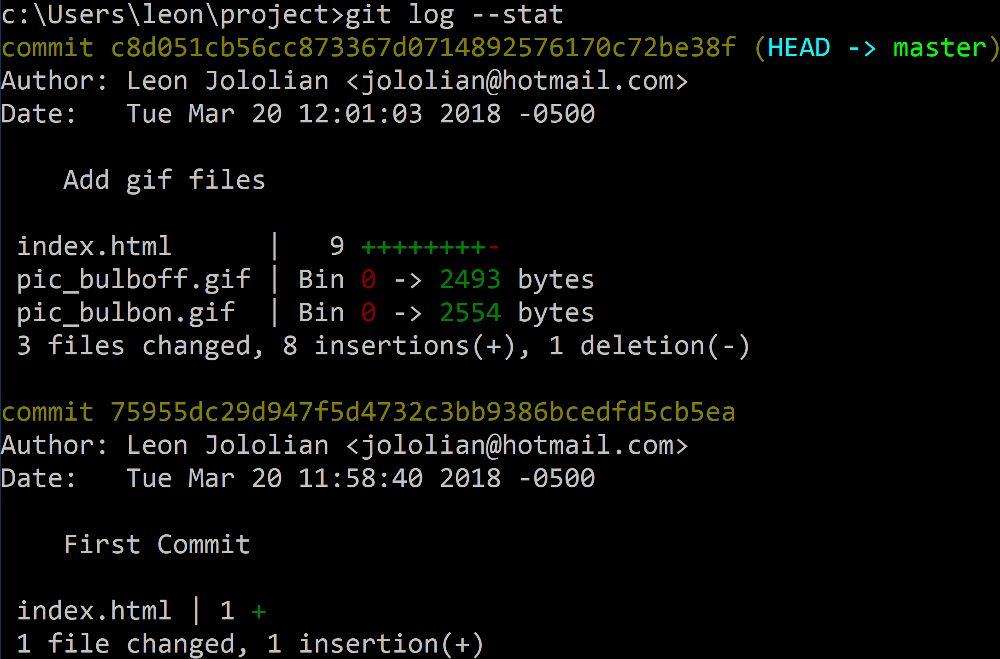 c:\Users\leon\project>git log --stat
commit c8d051cb56cc873367d0714892576170c72be38f (HEAD -> master)
Author: Leon Jololian <jololian@hotmail.com>
Date:   Tue Mar 20 12:01:03 2018 -0500
    Add gif files
 index.html      |   9 ++++++++-
 pic_bulboff.gif | Bin 0 -> 2493 bytes
 pic_bulbon.gif  | Bin 0 -> 2554 bytes
 3 files changed, 8 insertions(+), 1 deletion(-)
commit 75955dc29d947f5d4732c3bb9386bcedfd5cb5ea
Author: Leon Jololian <jololian@hotmail.com>
Date:   Tue Mar 20 11:58:40 2018 -0500
    First Commit
 index.html | 1 +
 1 file changed, 1 insertion(+)